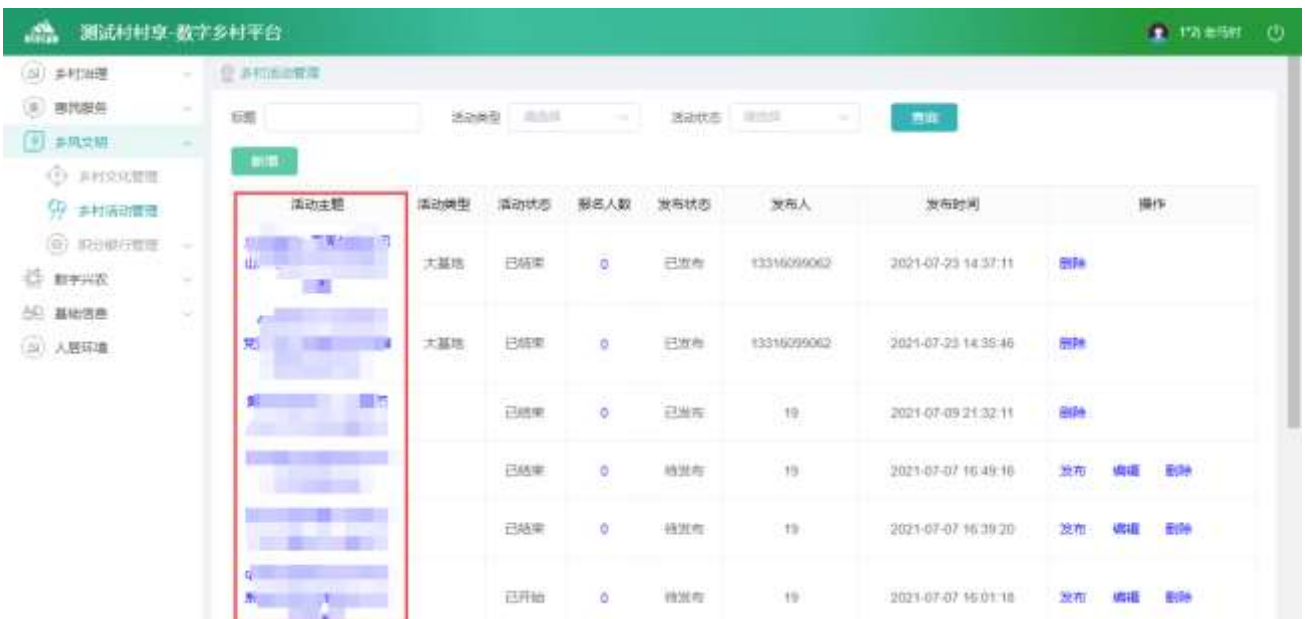 测试村村享-数字乡村平台
乡村治理
惠民服务
乡风文明
乡村文化管理
乡村活动管理
积分银行管理
数字兴农
基础信息
人居环境
乡村活动管理
标题 活动类型 请选择 活动状态 请选择 查询
新增
活动主题 活动类型 活动状态 报名人数 发布状态 发布人 发布时间 操作
大基地 已结束 0 已发布 13316099062 2021-07-23 14:37:11 删除
大基地 已结束 0 已发布 13316099062 2021-07-23 14:35:46 删除
已结束 0 已发布 19 2021-07-09 21:32:11 删除
已结束 0 待发布 19 2021-07-07 16:49:16 发布 编辑 删除
已结束 0 待发布 19 2021-07-07 16:39:20 发布 编辑 删除
已开始 0 待发布 19 2021-07-07 16:01:18 发布 编辑 删除